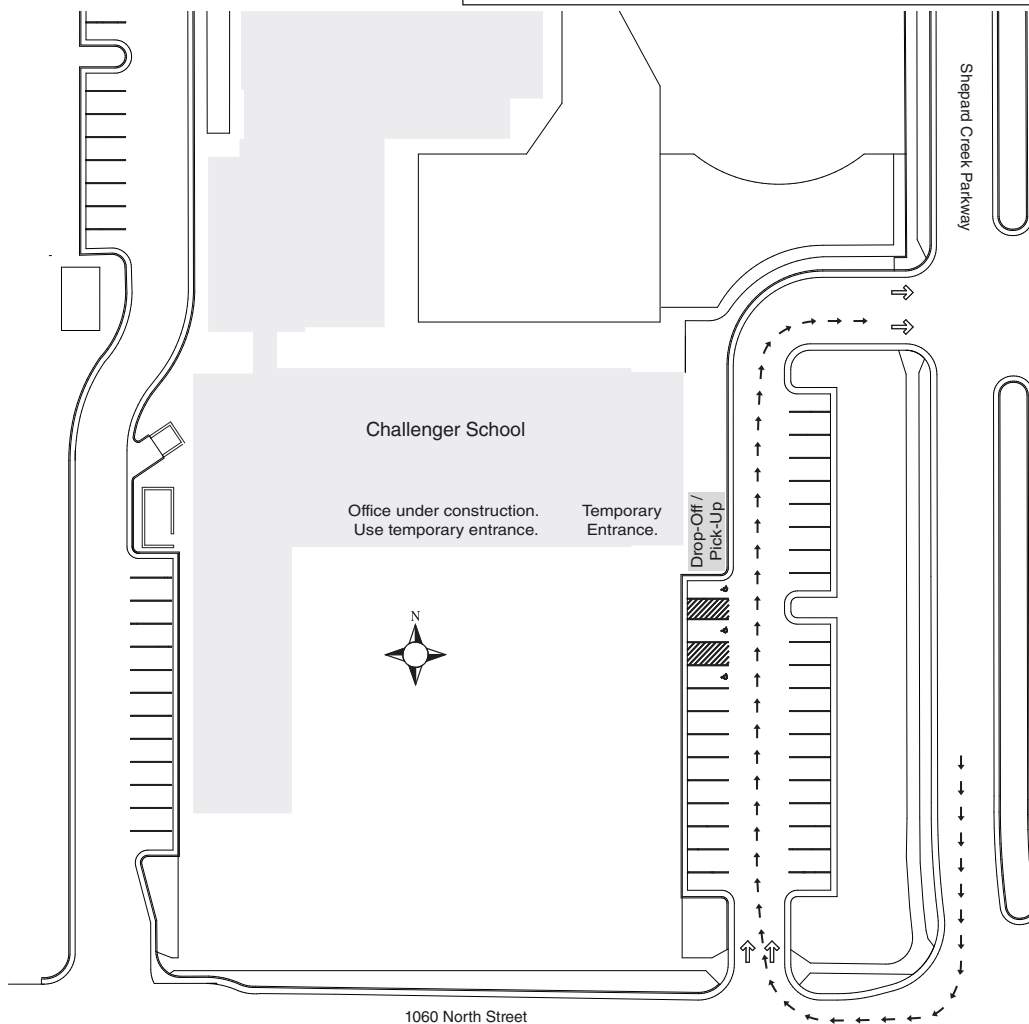 Shepard Creek Parkway
Challenger School
Office under construction.
Use temporary entrance.
Temporary
Entrance.
Drop-Off /
Pick-Up
N
1060 North Street